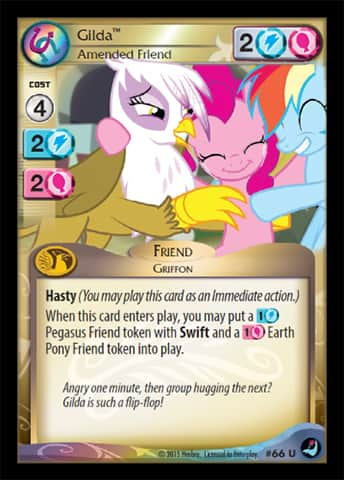 Gilda™
Amended Friend
2
COST
4
2
2
FRIEND
GRIFFON
Hasty (You may play this card as an Immediate action.)
When this card enters play, you may put a 1
Pegasus Friend token with Swift and a 1 Earth
Pony Friend token into play.
Angry one minute, then group hugging the next?
Gilda is such a flip-flop!
©2015 Hasbro. Licensed to Enterplay.
#66 U